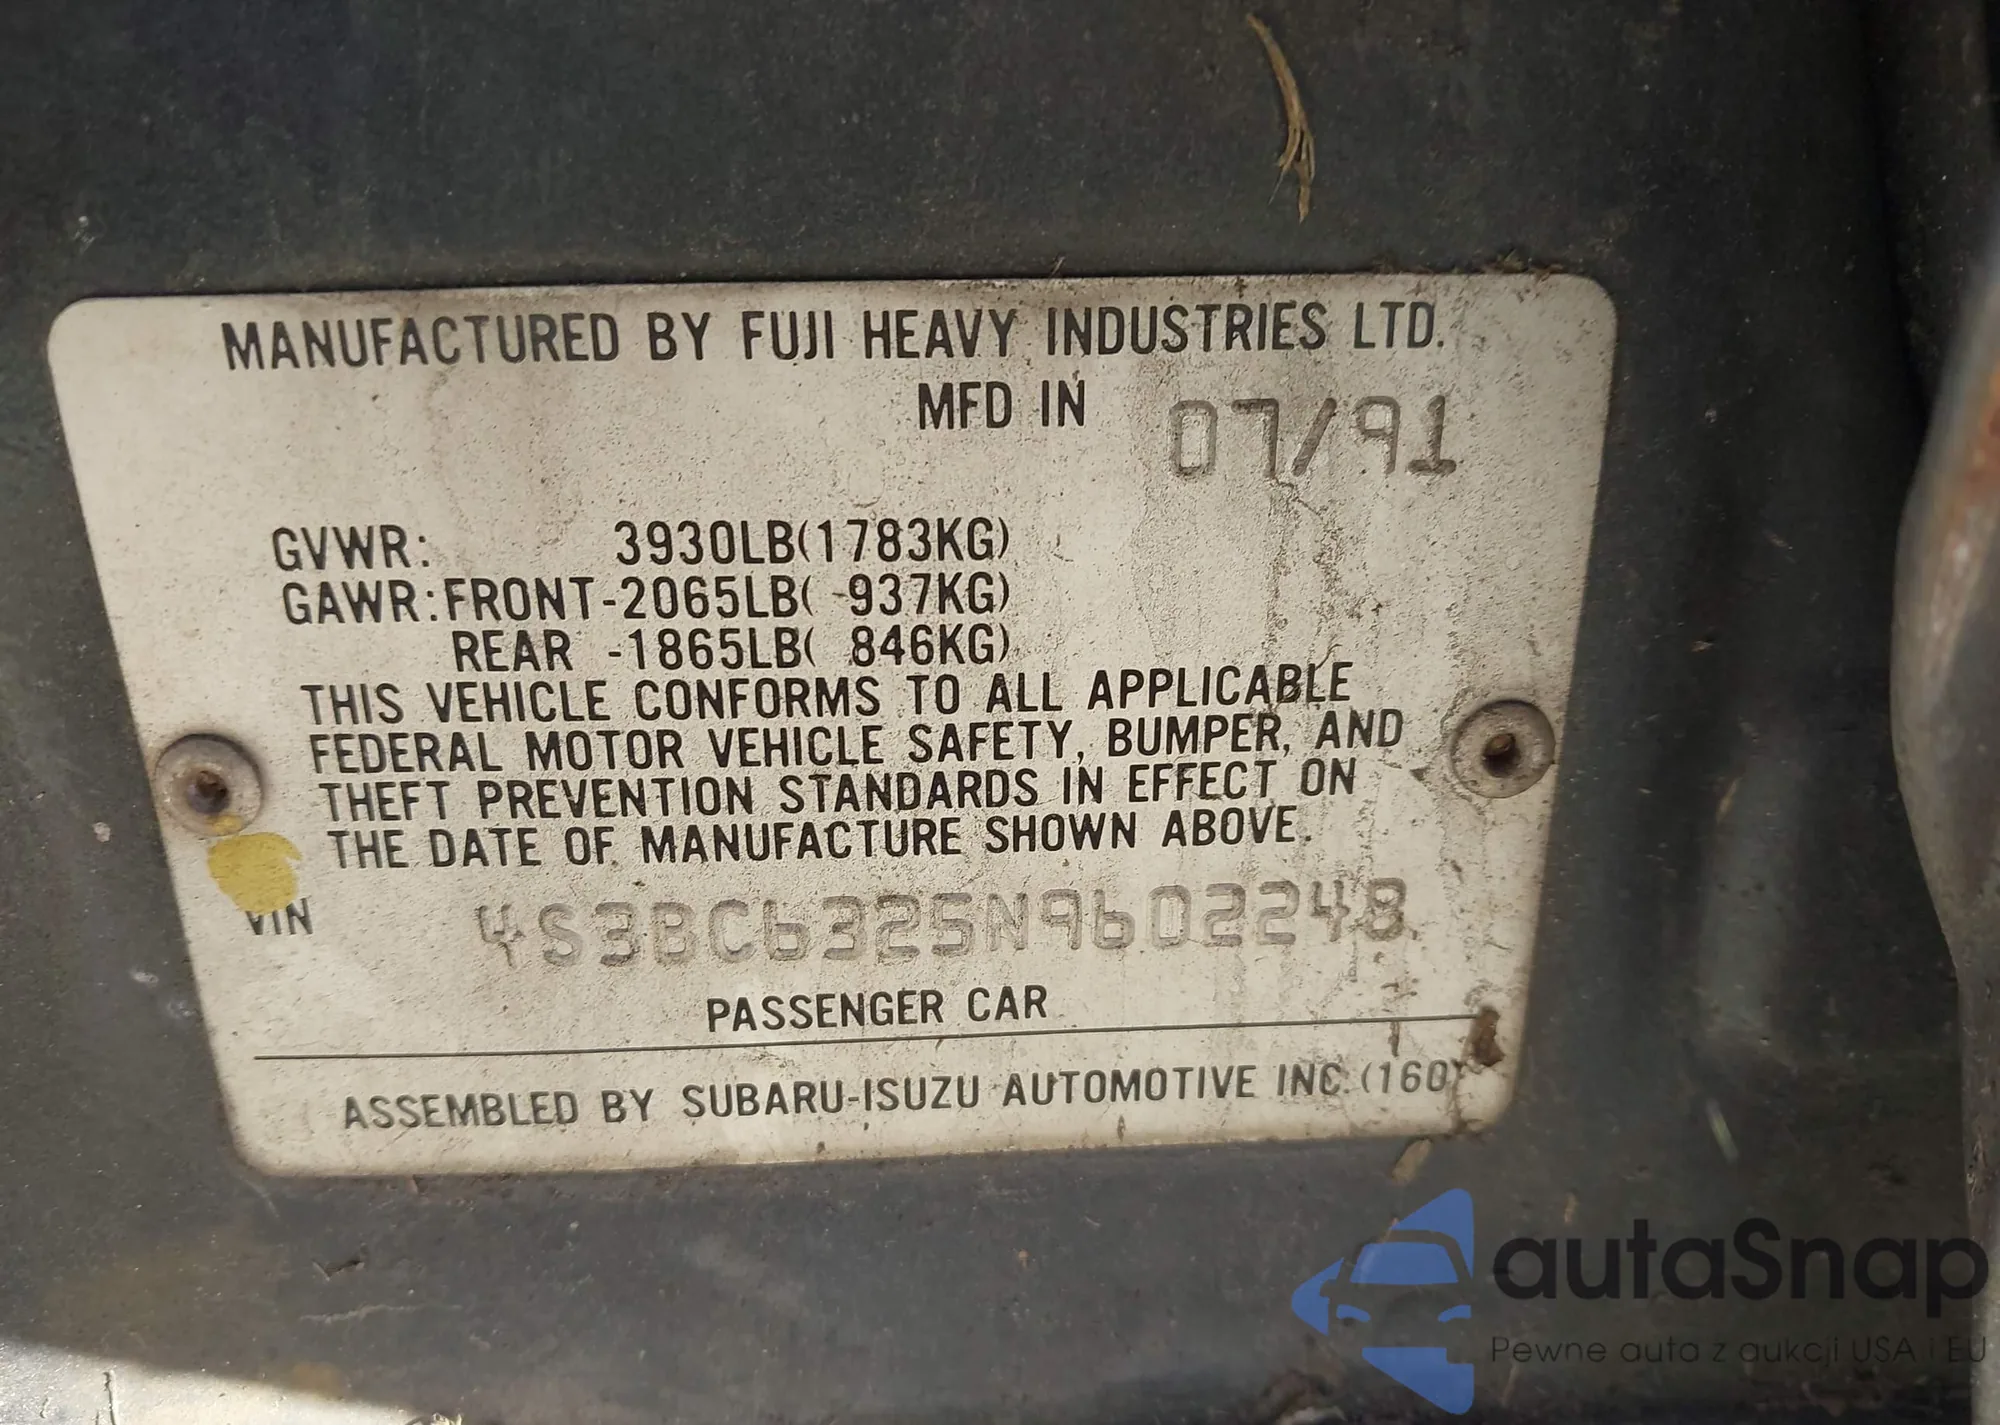 MANUFACTURED BY FUJI HEAVY INDUSTRIES LTD.
MFD IN 07/91
GVWR: 3930LB(1783KG)
GAWR:FRONT-2065LB( 937KG)
REAR -1865LB( 846KG)
THIS VEHICLE CONFORMS TO ALL APPLICABLE
FEDERAL MOTOR VEHICLE SAFETY, BUMPER, AND
THEFT PREVENTION STANDARDS IN EFFECT ON
THE DATE OF MANUFACTURE SHOWN ABOVE.
VIN 4S3BC6325N9602248
PASSENGER CAR
ASSEMBLED BY SUBARU-ISUZU AUTOMOTIVE INC.(160)
autaSnap
Pewne auta z aukcji USA i EU